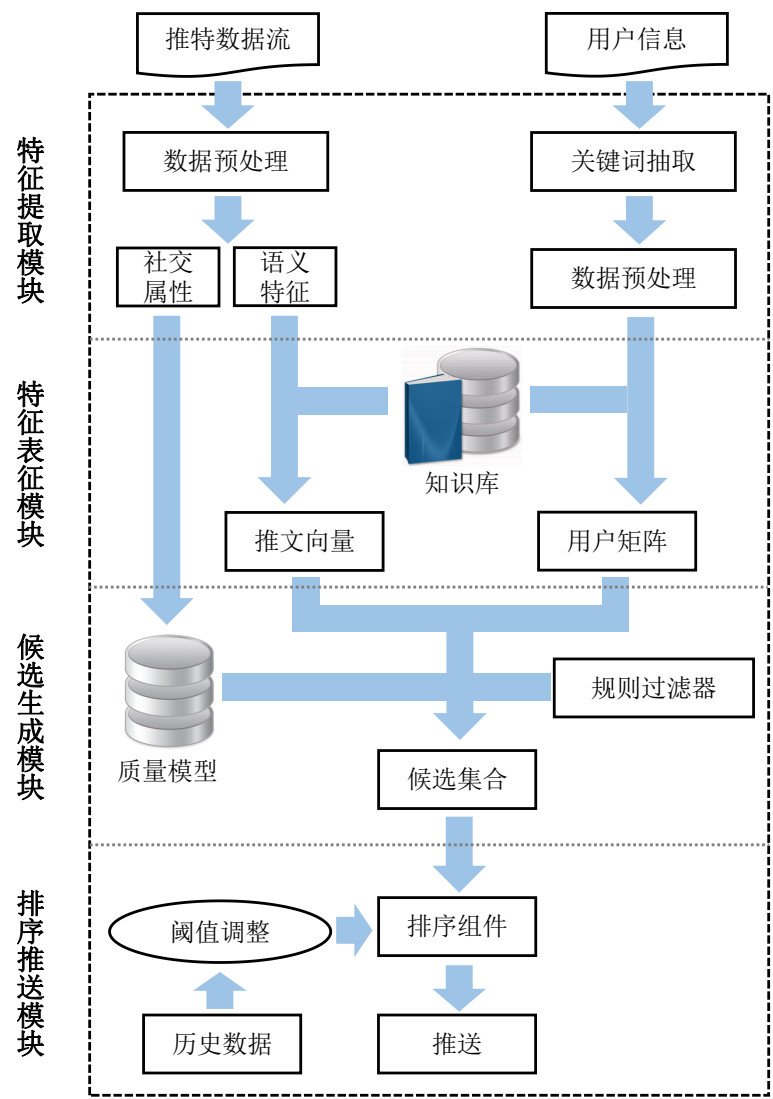 推特数据流
用户信息
特征提取模块
数据预处理
关键词抽取
社交
属性
语义
特征
数据预处理
特征表征模块
知识库
推文向量
用户矩阵
候选生成模块
规则过滤器
质量模型
候选集合
排序推送模块
阈值调整
排序组件
历史数据
推送